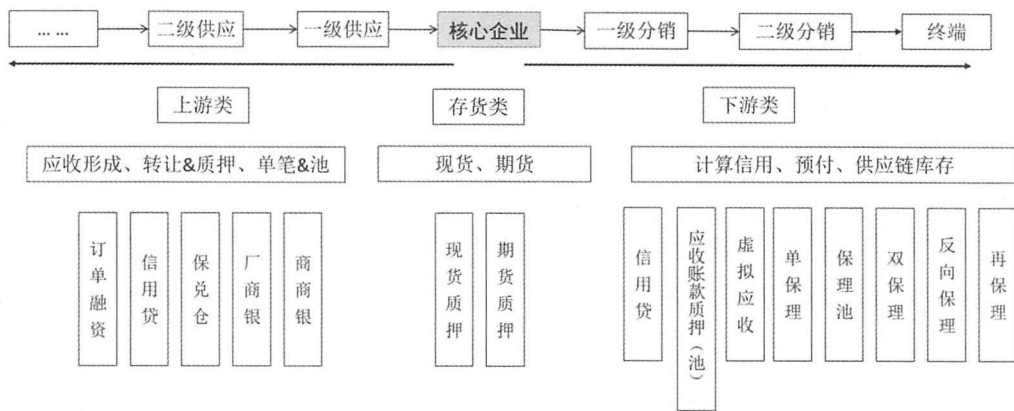 ... ...
二级供应
一级供应
核心企业
一级分销
二级分销
终端
上游类
存货类
下游类
应收形成、转让&质押、单笔&池
现货、期货
计算信用、预付、供应链库存
订单融资
信用贷
保兑仓
厂商银
商商银
现货质押
期货质押
信用贷
应收账款质押(池)
虚拟应收
单保理
保理池
双保理
反向保理
再保理